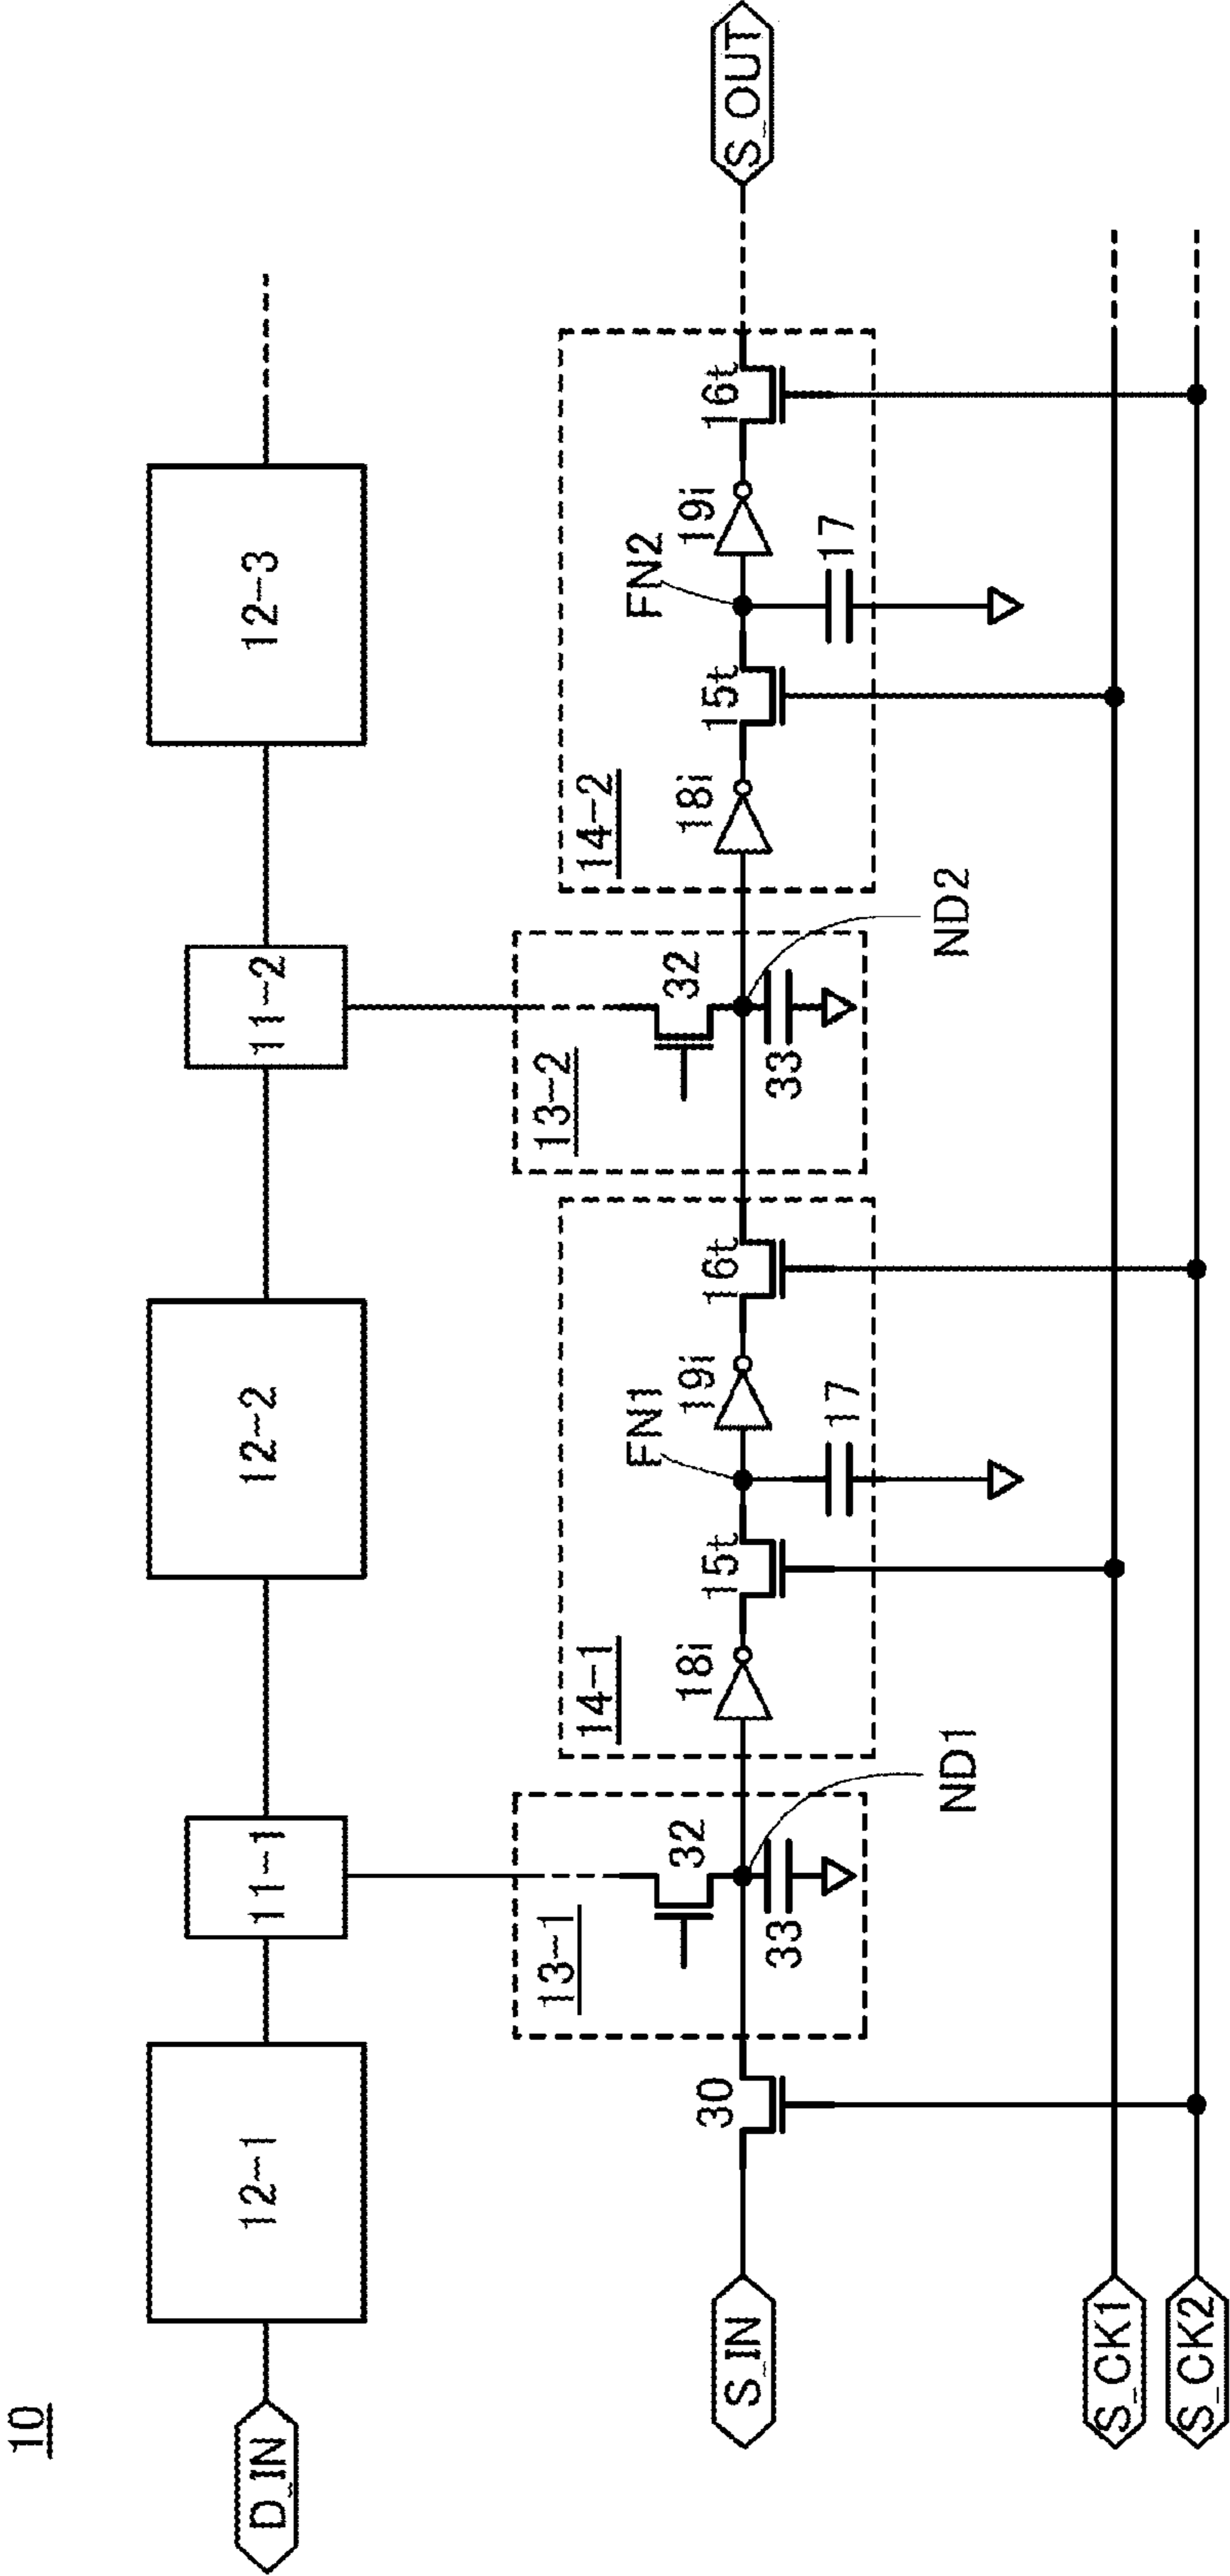 10
D_IN
12-1
11-1
12-2
11-2
12-3
S_IN
30
13-1
32
33
ND1
14-1
18i
15t
FN1
17
19i
16t
13-2
32
33
ND2
14-2
18i
15t
FN2
17
19i
16t
S_OUT
S_CK1
S_CK2